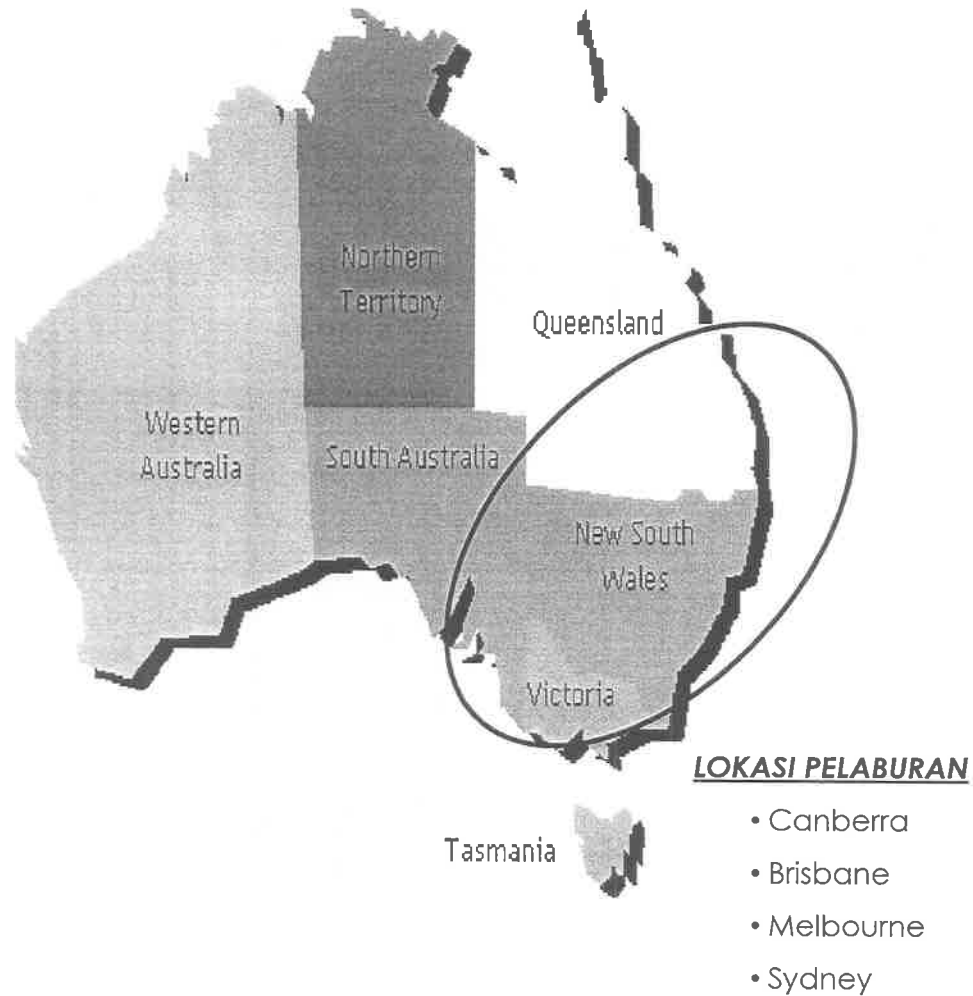 Northern
Territory
Queensland
Western
Australia
South Australia
New South
Wales
Victoria
LOKASI PELABURAN
• Canberra
Tasmania
• Brisbane
• Melbourne
• Sydney